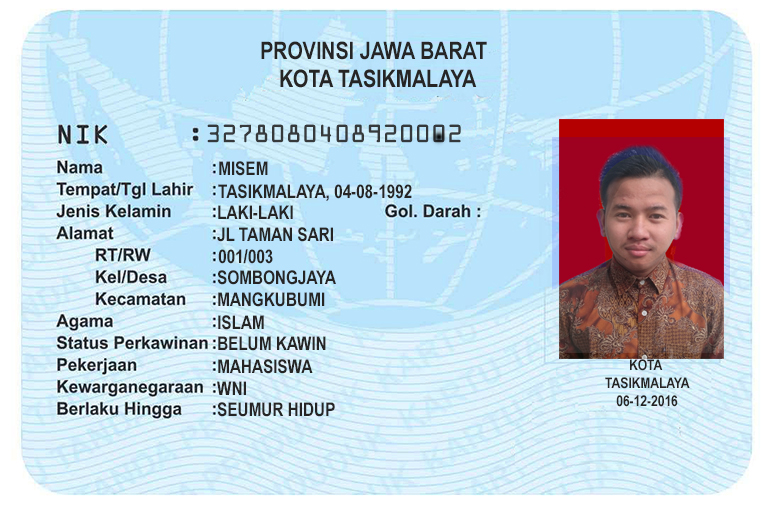 PROVINSI JAWA BARAT
KOTA TASIKMALAYA
NIK : 3278080408920002
Nama :MISEM
Tempat/Tgl Lahir :TASIKMALAYA, 04-08-1992
Jenis Kelamin :LAKI-LAKI Gol. Darah :
Alamat :JL TAMAN SARI
RT/RW :001/003
Kel/Desa :SOMBONGJAYA
Kecamatan :MANGKUBUMI
Agama :ISLAM
Status Perkawinan :BELUM KAWIN
Pekerjaan :MAHASISWA
Kewarganegaraan :WNI
Berlaku Hingga :SEUMUR HIDUP
KOTA
TASIKMALAYA
06-12-2016